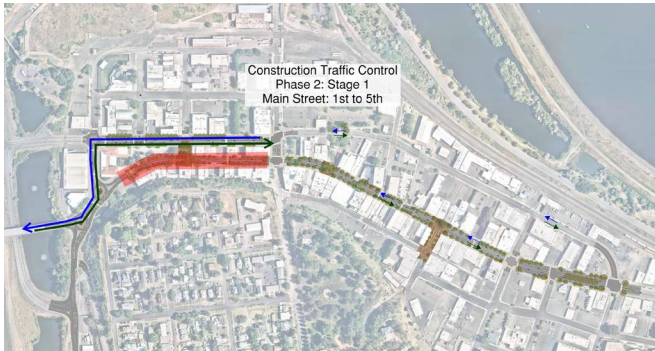 Construction Traffic Control
Phase 2: Stage 1
Main Street: 1st to 5th